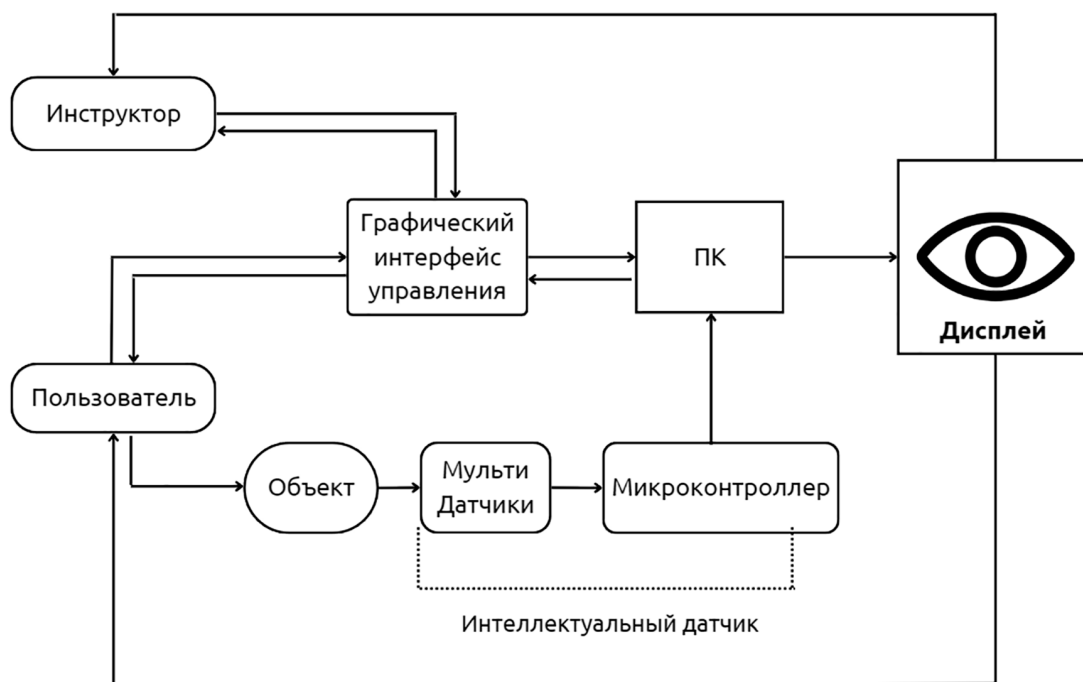 Инструктор
Графический
интерфейс
управления
ПК
Дисплей
Пользователь
Объект
Мульти
Датчики
Микроконтроллер
Интеллектуальный датчик